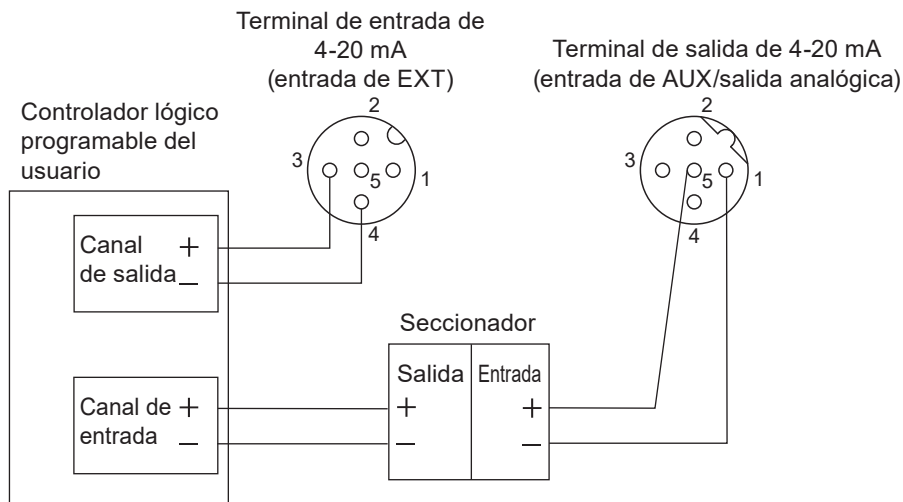 Terminal de entrada de
4-20 mA
(entrada de EXT)
Terminal de salida de 4-20 mA
(entrada de AUX/salida analógica)
Controlador lógico
programable del
usuario
2
3
5
1
4
2
3
5
1
4
Canal +
de salida −
Seccionador
Salida
Entrada
+ +
− −
Canal de +
entrada −